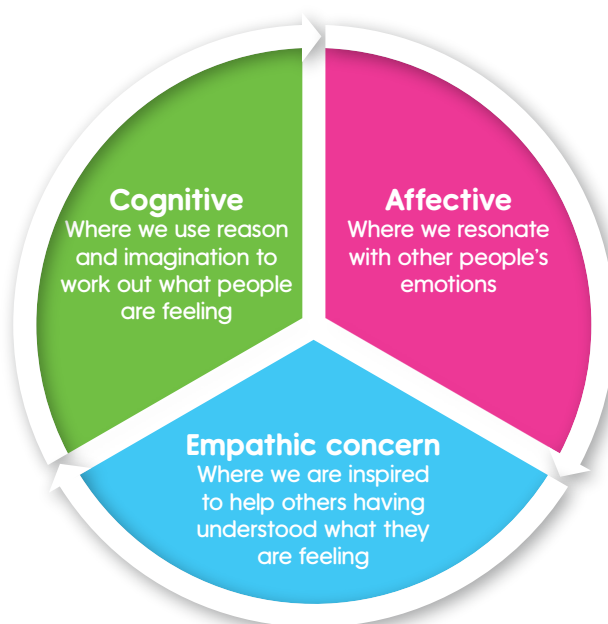 Cognitive
Where we use reason
and imagination to
work out what people
are feeling
Affective
Where we resonate
with other people's
emotions
Empathic concern
Where we are inspired
to help others having
understood what they
are feeling